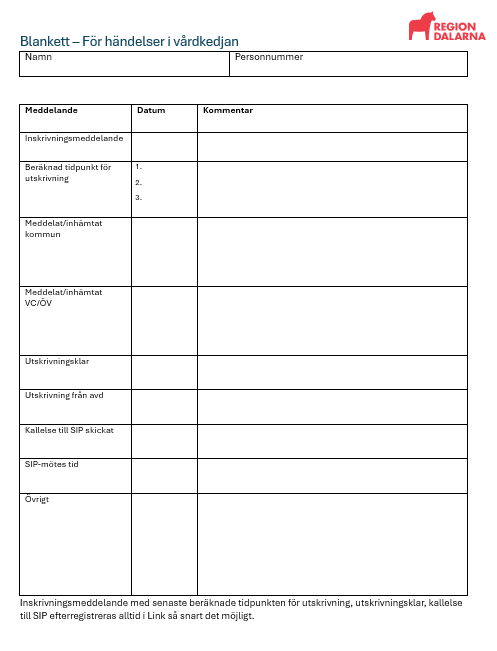 REGION
DALARNA
Blankett – För händelser i vårdkedjan
Namn
Personnummer
Meddelande
Datum
Kommentar
Inskrivningsmeddelande
Beräknad tidpunkt för
utskrivning
1.
2.
3.
Meddelat/inhämtat
kommun
Meddelat/inhämtat
VC/ÖV
Utskrivningsklar
Utskrivning från avd
Kallelse till SIP skickat
SIP-mötes tid
Övrigt
Inskrivningsmeddelande med senaste beräknade tidpunkten för utskrivning, utskrivningsklar, kallelse
till SIP efterregistreras alltid i Link så snart det möjligt.